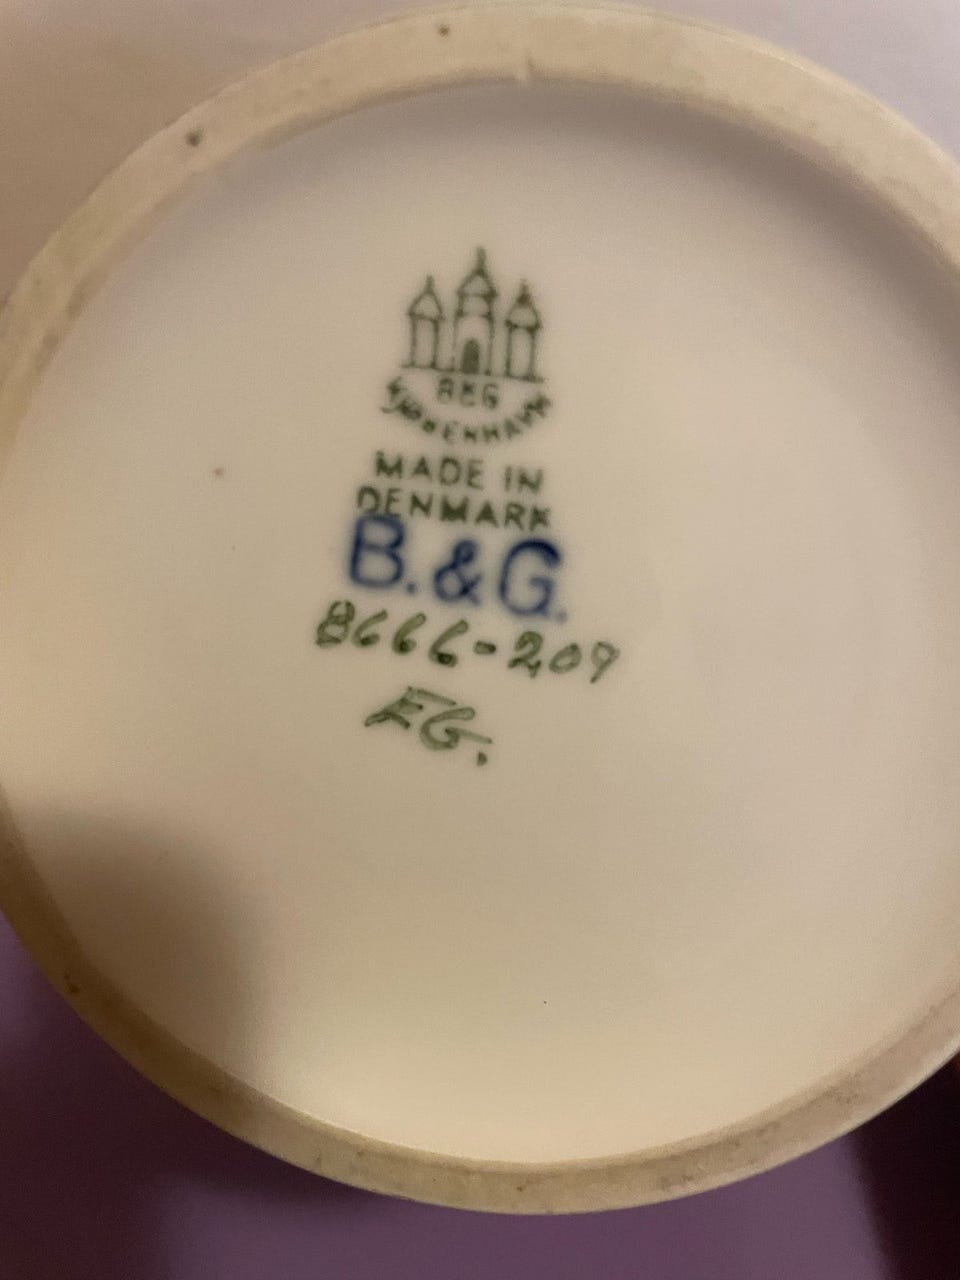 B&G
KJØBENHAVN
MADE IN
DENMARK
B.&G.
8666-209
EG.